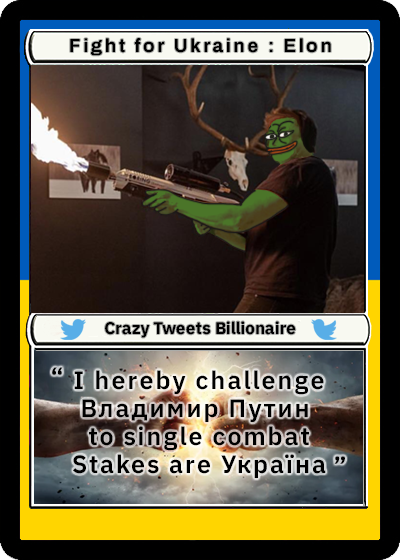 Fight for Ukraine : Elon
Crazy Tweets Billionaire
“ I hereby challenge
Владимир Путин
to single combat
Stakes are Україна ”